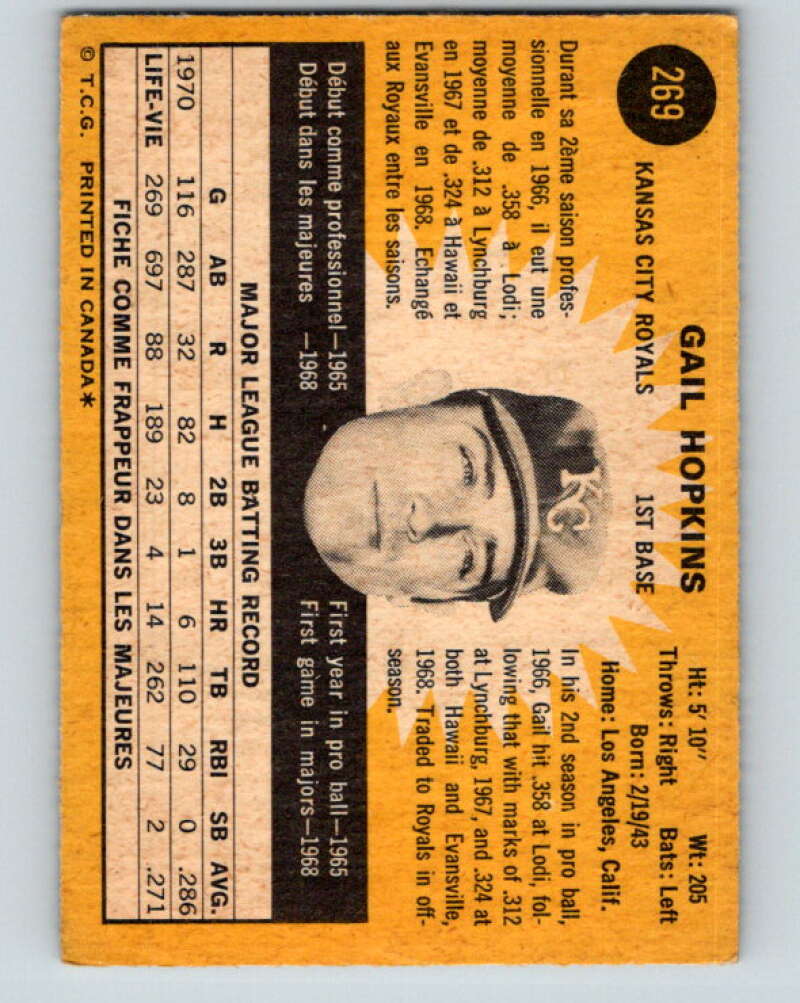 269
GAIL HOPKINS
KANSAS CITY ROYALS 1ST BASE
Ht: 5' 10" Wt: 205
Throws: Right Bats: Left
Born: 2/19/43
Home: Los Angeles, Calif.
Durant sa 2ème saison profes-
sionnelle en 1966, il eut une
moyenne de .358 à Lodi;
moyenne de .312 à Lynchburg
en 1967 et de .324 à Hawaii et
Evansville en 1968. Echangé
aux Royaux entre les saisons.
KC
In his 2nd season in pro ball,
1966, Gail hit .358 at Lodi, fol-
lowing that with marks of .312
at Lynchburg, 1967, and .324 at
both Hawaii and Evansville,
1968. Traded to Royals in off-
season.
Début comme professionnel—1965
Début dans les majeures —1968
First year in pro ball—1965
First game in majors—1968
MAJOR LEAGUE BATTING RECORD
G AB R H 2B 3B HR TB RBI SB AVG.
1970 116 287 32 82 8 1 6 110 29 0 .286
LIFE-VIE 269 697 88 189 23 4 14 262 77 2 .271
FICHE COMME FRAPPEUR DANS LES MAJEURES
© T.C.G. PRINTED IN CANADA*